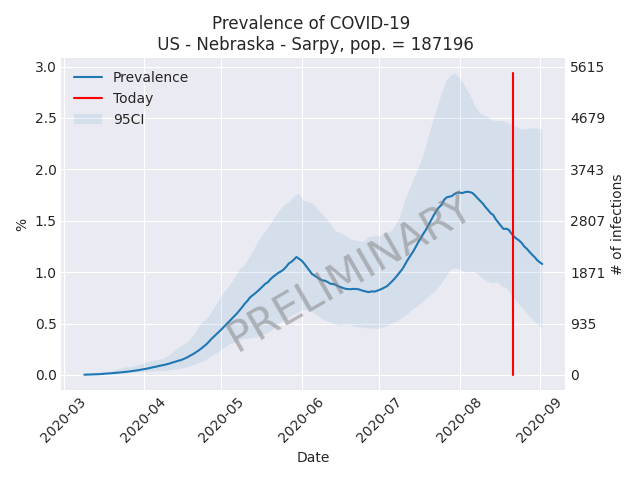 Prevalence of COVID-19
US - Nebraska - Sarpy, pop. = 187196
Prevalence
Today
95CI
PRELIMINARY
%
3.0
2.5
2.0
1.5
1.0
0.5
0.0
5615
4679
3743
2807
1871
935
0
# of infections
2020-03
2020-04
2020-05
2020-06
2020-07
2020-08
2020-09
Date